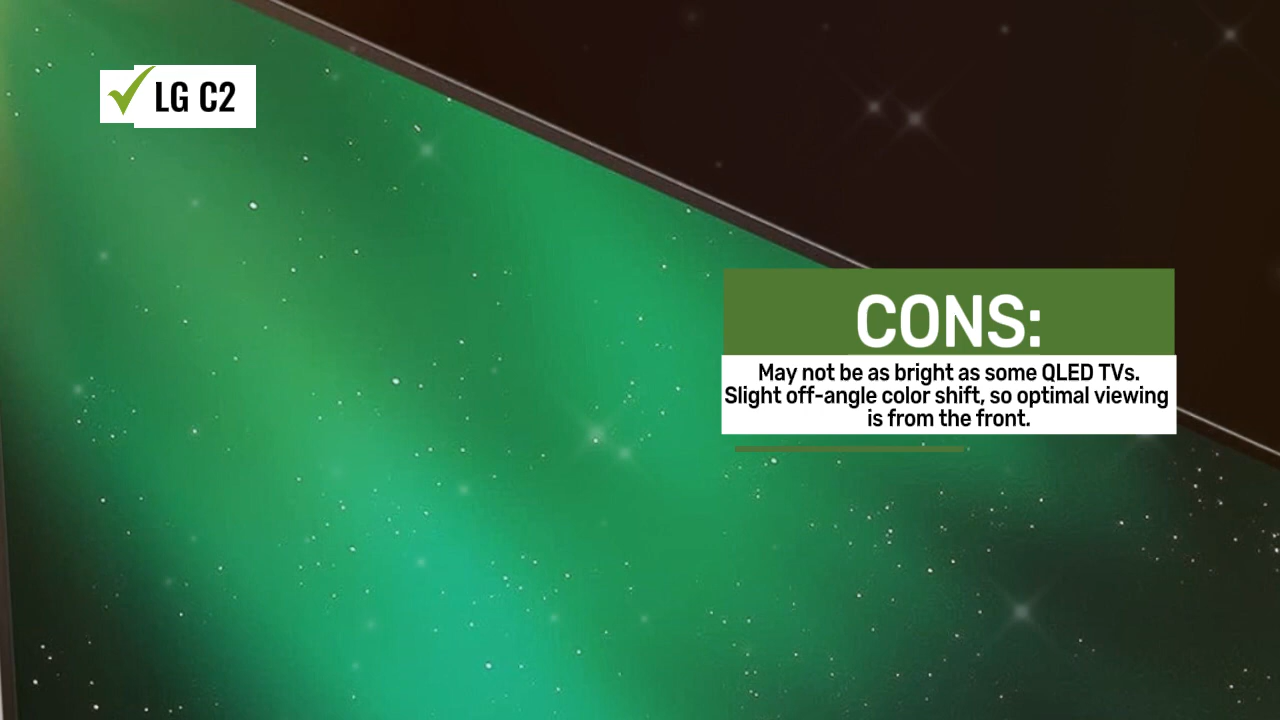 LG C2
CONS:
May not be as bright as some QLED TVs.
Slight off-angle color shift, so optimal viewing
is from the front.